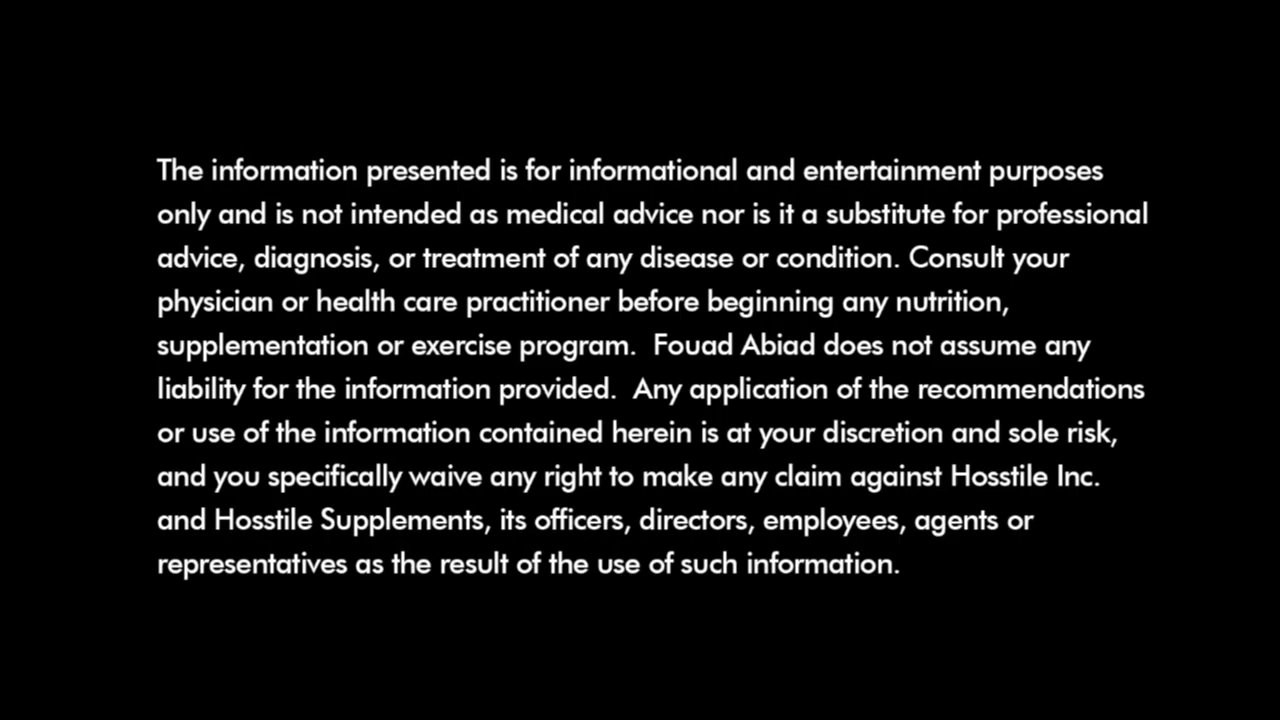 The information presented is for informational and entertainment purposes
only and is not intended as medical advice nor is it a substitute for professional
advice, diagnosis, or treatment of any disease or condition. Consult your
physician or health care practitioner before beginning any nutrition,
supplementation or exercise program.  Fouad Abiad does not assume any
liability for the information provided.  Any application of the recommendations
or use of the information contained herein is at your discretion and sole risk,
and you specifically waive any right to make any claim against Hosstile Inc.
and Hosstile Supplements, its officers, directors, employees, agents or
representatives as the result of the use of such information.